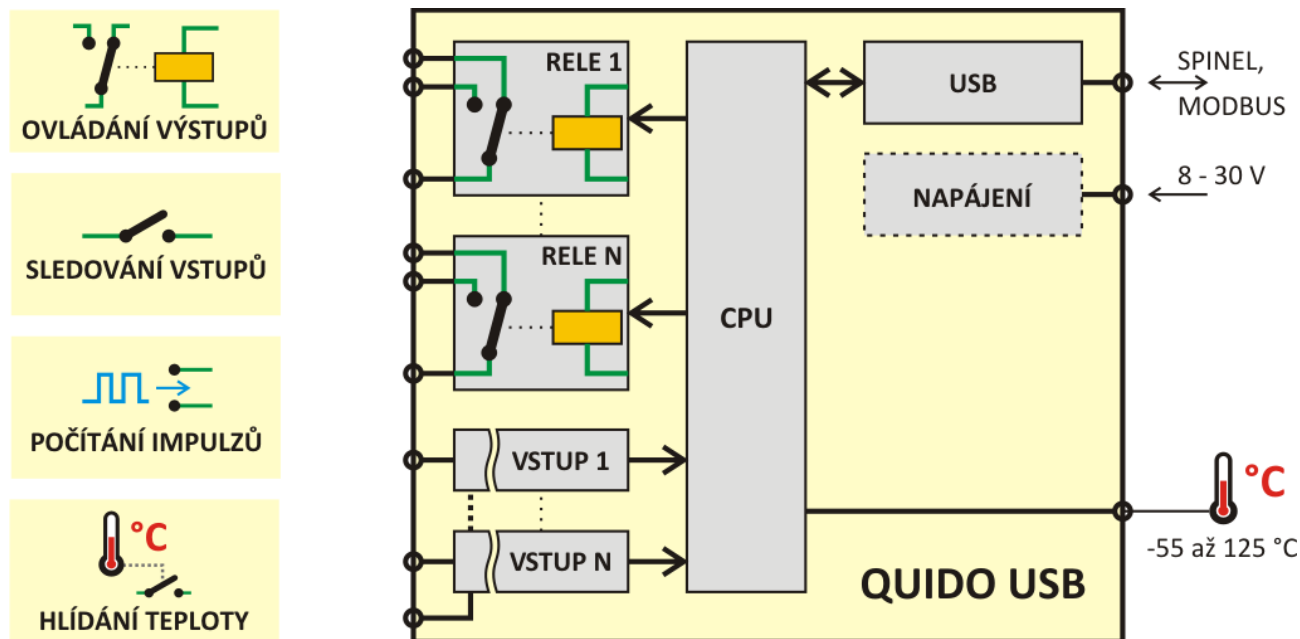 OVLÁDÁNÍ VÝSTUPŮ
SLEDOVÁNÍ VSTUPŮ
POČÍTÁNÍ IMPULZŮ
°C
HLÍDÁNÍ TEPLOTY
RELE 1
RELE N
VSTUP 1
VSTUP N
CPU
USB
NAPÁJENÍ
QUIDO USB
SPINEL,
MODBUS
8 - 30 V
°C
-55 až 125 °C